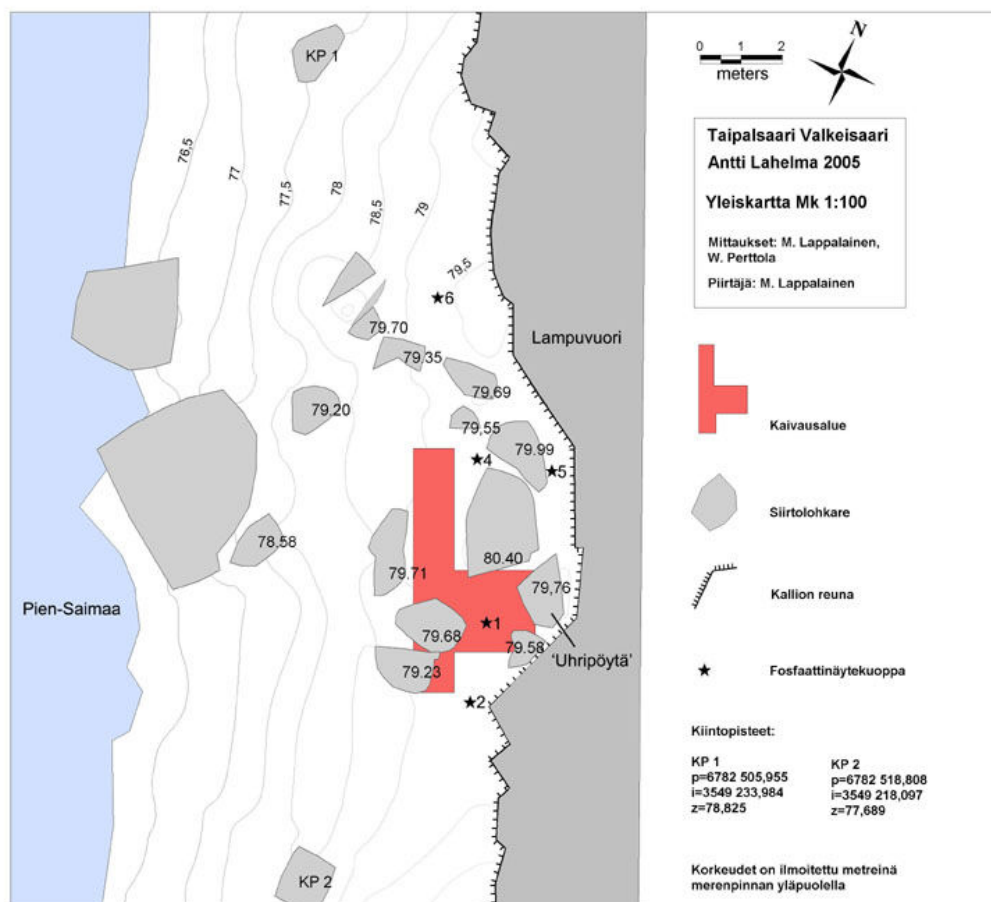 KP 1
N
0 1 2
meters
Taipalsaari Valkeisaari
Antti Lahelma 2005
Yleiskartta Mk 1:100
Mittaukset: M. Lappalainen,
W. Perttola
Piirtäjä: M. Lappalainen
76,5
77
77,5
78
78,5
79
79,5
6
79.70
79.35
Lampuvuori
79.69
79.20
79,55
79.99
4
5
Kaivausalue
Siirtolohkare
78.58
79.71
80.40
79,76
Pien-Saimaa
79.68
1
79.58
'Uhripöytä'
79.23
2
Kallion reuna
Fosfaattinäytekuoppa
Kiintopisteet:
KP 1
p=6782 505,955
i=3549 233,984
z=78,825
KP 2
p=6782 518,808
i=3549 218,097
z=77,689
KP 2
Korkeudet on ilmoitettu metreinä
merenpinnan yläpuolella